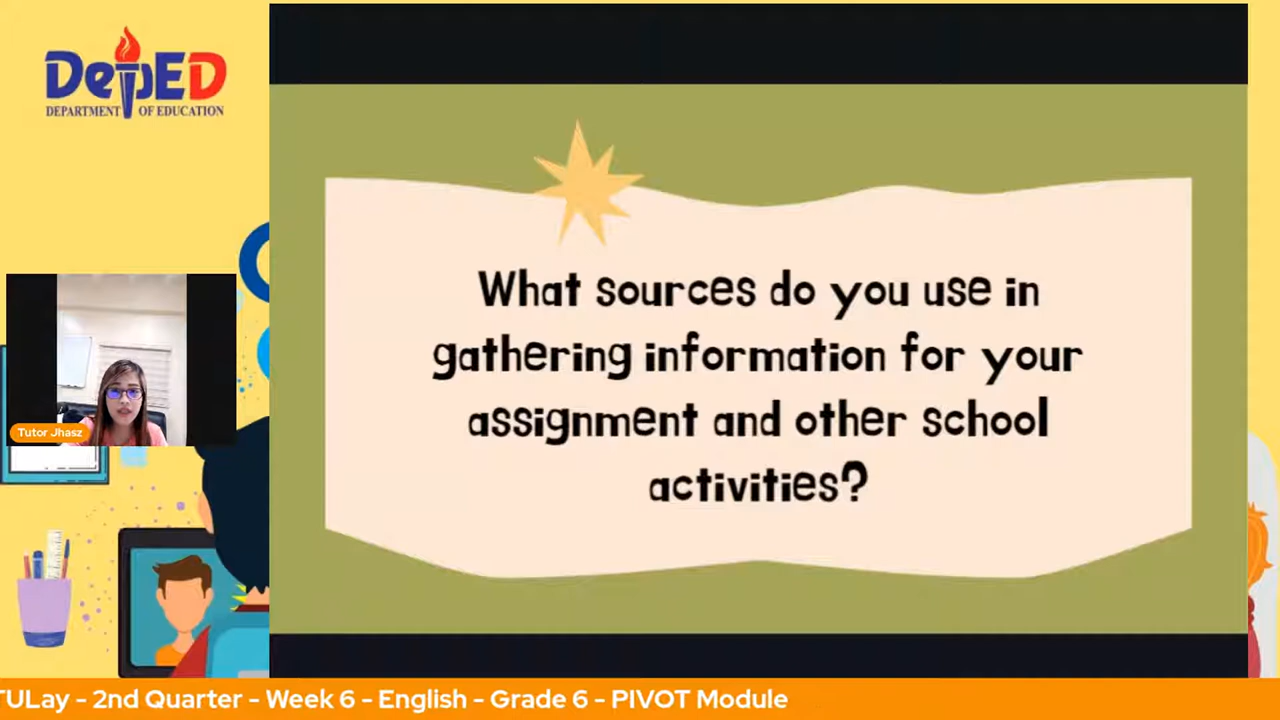 DepED
DEPARTMENT OF EDUCATION
What sources do you use in
gathering information for your
assignment and other school
activities?
Tutor Jhasz
TULay - 2nd Quarter - Week 6 - English - Grade 6 - PIVOT Module